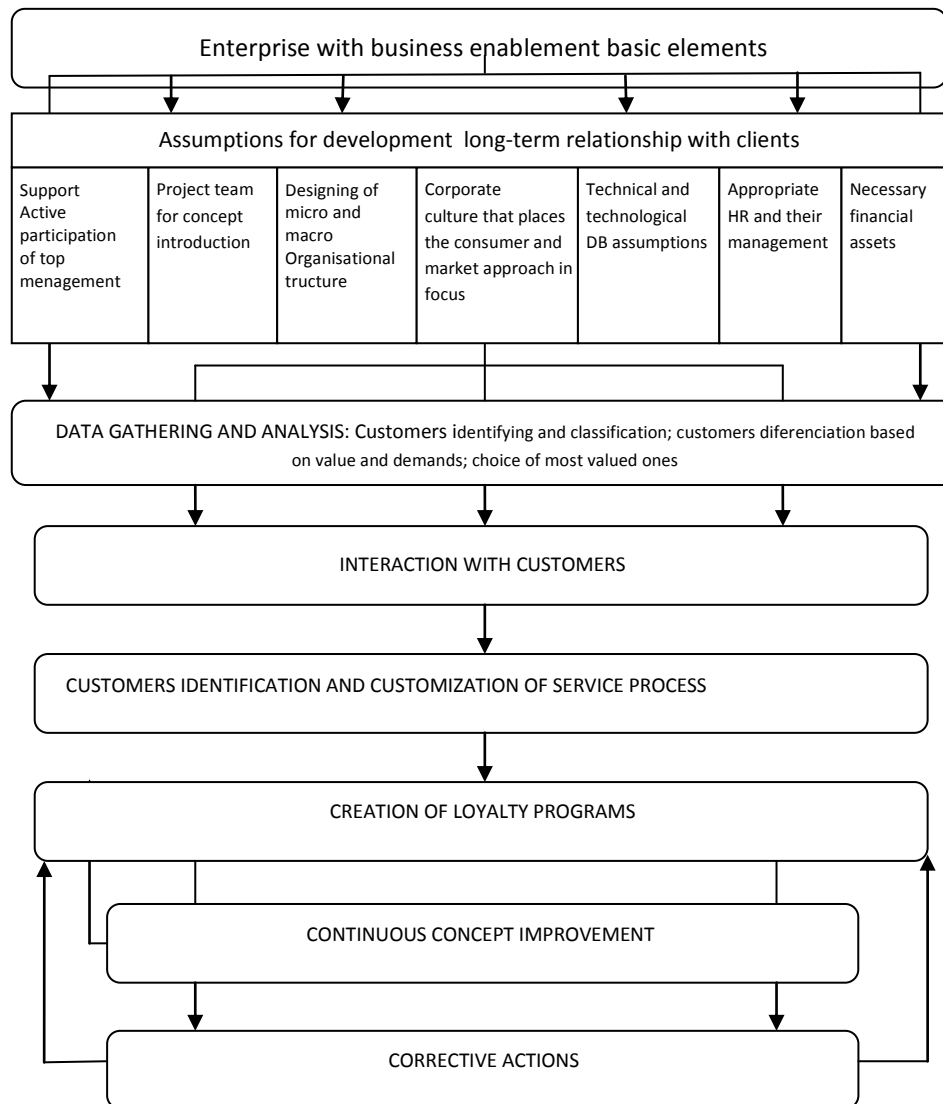 Enterprise with business enablement basic elements
Assumptions for development long-term relationship with clients
Support
Active
participation
of top
menagement
Project team
for concept
introduction
Designing of
micro and
macro
Organisational
tructure
Corporate
culture that places
the consumer and
market approach in
focus
Technical and
technological
DB assumptions
Appropriate
HR and their
management
Necessary
financial
assets
DATA GATHERING AND ANALYSIS: Customers identifying and classification; customers diferenciation based
on value and demands; choice of most valued ones
INTERACTION WITH CUSTOMERS
CUSTOMERS IDENTIFICATION AND CUSTOMIZATION OF SERVICE PROCESS
CREATION OF LOYALTY PROGRAMS
CONTINUOUS CONCEPT IMPROVEMENT
CORRECTIVE ACTIONS